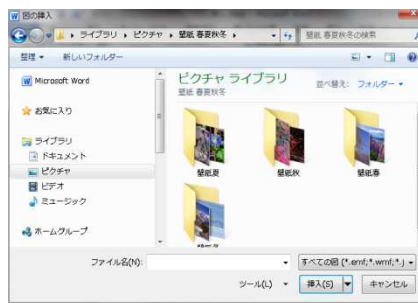 図の挿入
ライブラリ ▸ ピクチャ ▸ 壁紙 春夏秋冬 ▸
壁紙 春夏秋冬の検索
整理 ▼ 新しいフォルダー
Microsoft Word
お気に入り
ライブラリ
ドキュメント
ピクチャ
ビデオ
ミュージック
ホームグループ
ピクチャ ライブラリ
壁紙 春夏秋冬
並べ替え: フォルダー ▼
壁紙夏
壁紙秋
壁紙春
ファイル名(N):
すべての図 (*.emf;*.wmf;*.j
ツール(L) ▼ 挿入(S) ▼ キャンセル